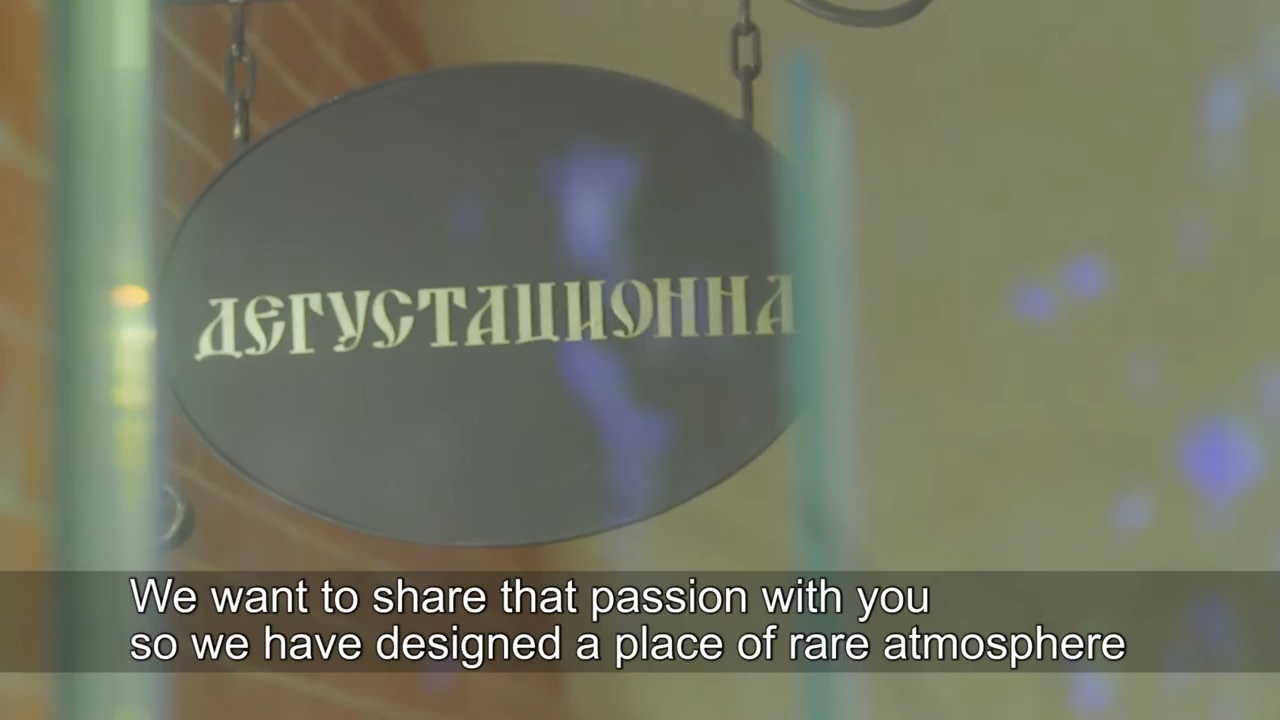 ДЕГУСТАЦИОННА
We want to share that passion with you
so we have designed a place of rare atmosphere